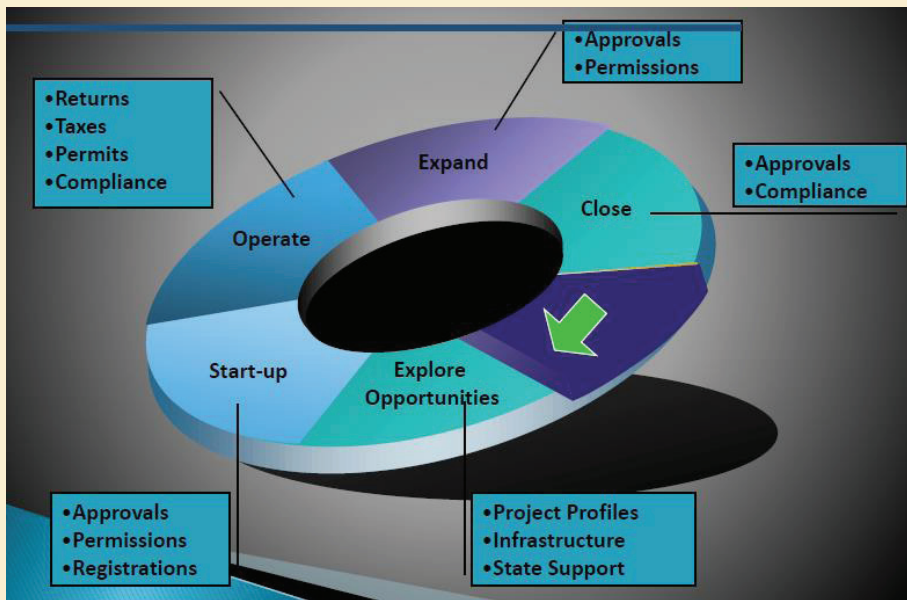 •Approvals
•Permissions
•Returns
•Taxes
•Permits
•Compliance
Expand
•Approvals
•Compliance
Close
Operate
Start-up
Explore
Opportunities
•Approvals
•Permissions
•Registrations
•Project Profiles
•Infrastructure
•State Support